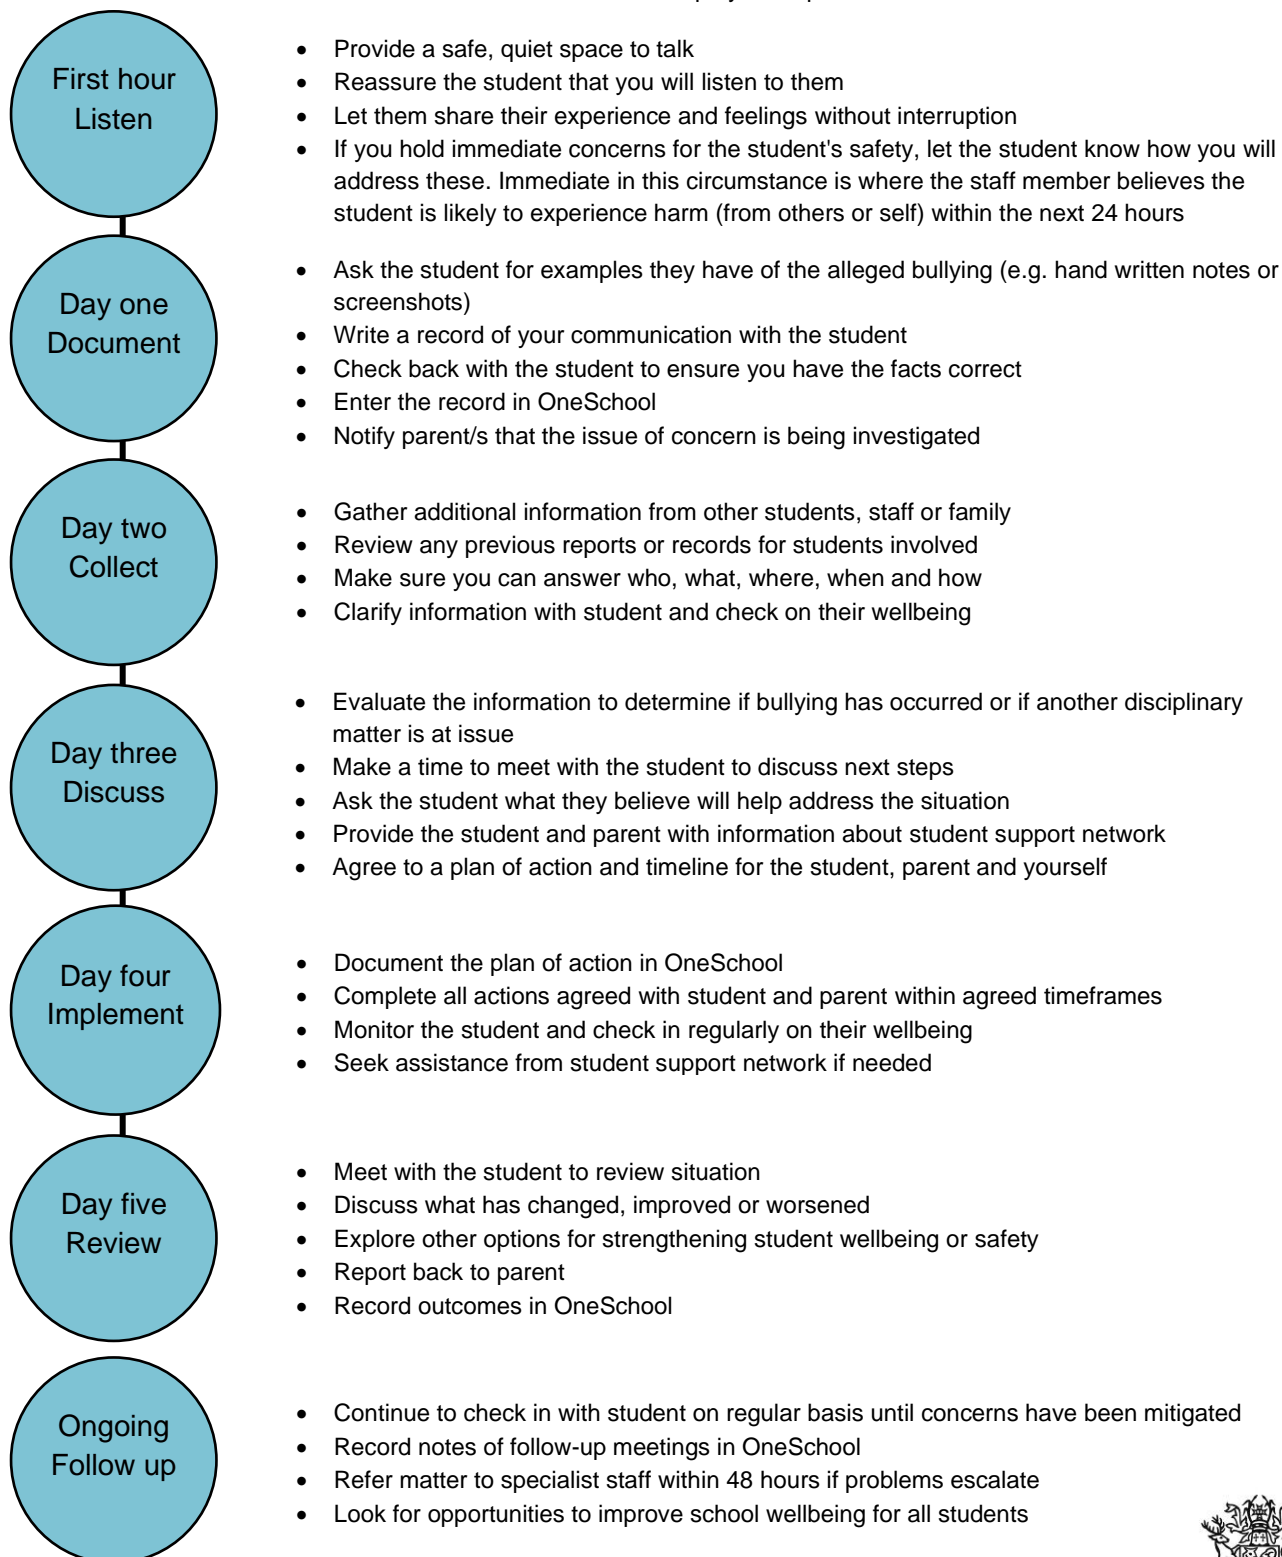 First hour
Listen
• Provide a safe, quiet space to talk
• Reassure the student that you will listen to them
• Let them share their experience and feelings without interruption
• If you hold immediate concerns for the student's safety, let the student know how you will
address these. Immediate in this circumstance is where the staff member believes the
student is likely to experience harm (from others or self) within the next 24 hours
Day one
Document
• Ask the student for examples they have of the alleged bullying (e.g. hand written notes or
screenshots)
• Write a record of your communication with the student
• Check back with the student to ensure you have the facts correct
• Enter the record in OneSchool
• Notify parent/s that the issue of concern is being investigated
Day two
Collect
• Gather additional information from other students, staff or family
• Review any previous reports or records for students involved
• Make sure you can answer who, what, where, when and how
• Clarify information with student and check on their wellbeing
Day three
Discuss
• Evaluate the information to determine if bullying has occurred or if another disciplinary
matter is at issue
• Make a time to meet with the student to discuss next steps
• Ask the student what they believe will help address the situation
• Provide the student and parent with information about student support network
• Agree to a plan of action and timeline for the student, parent and yourself
Day four
Implement
• Document the plan of action in OneSchool
• Complete all actions agreed with student and parent within agreed timeframes
• Monitor the student and check in regularly on their wellbeing
• Seek assistance from student support network if needed
Day five
Review
• Meet with the student to review situation
• Discuss what has changed, improved or worsened
• Explore other options for strengthening student wellbeing or safety
• Report back to parent
• Record outcomes in OneSchool
Ongoing
Follow up
• Continue to check in with student on regular basis until concerns have been mitigated
• Record notes of follow-up meetings in OneSchool
• Refer matter to specialist staff within 48 hours if problems escalate
• Look for opportunities to improve school wellbeing for all students